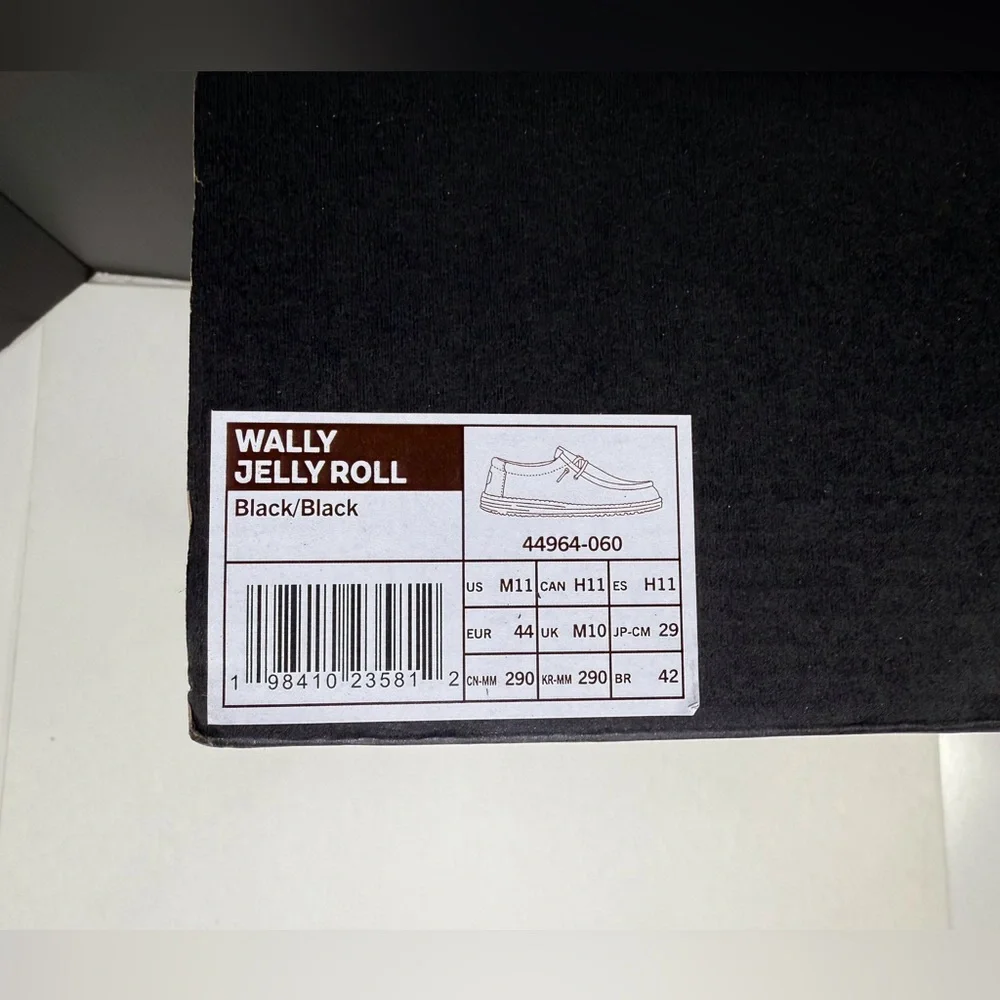 WALLY
JELLY ROLL
Black/Black
44964-060
US M11 CAN H11 ES H11
EUR 44 UK M10 JP-CM 29
CN-MM 290 KR-MM 290 BR 42
1 98410 23581 2